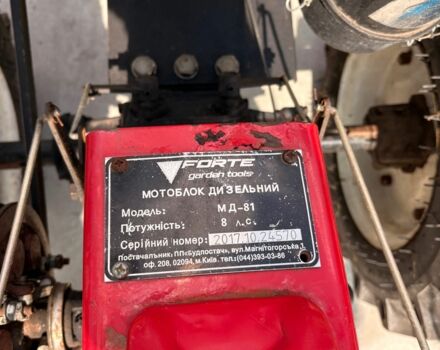 FORTE
garden tools
МОТОБЛОК ДИЗЕЛЬНИЙ
Модель: МД-81
Потужність: 8 л.с.
Серійний номер: 2017.10.24570
Постачальник ПП«Будпостач», вул.Магнітогорська 1
оф. 208, 02094, м.Київ. тел.:(044)393-03-86